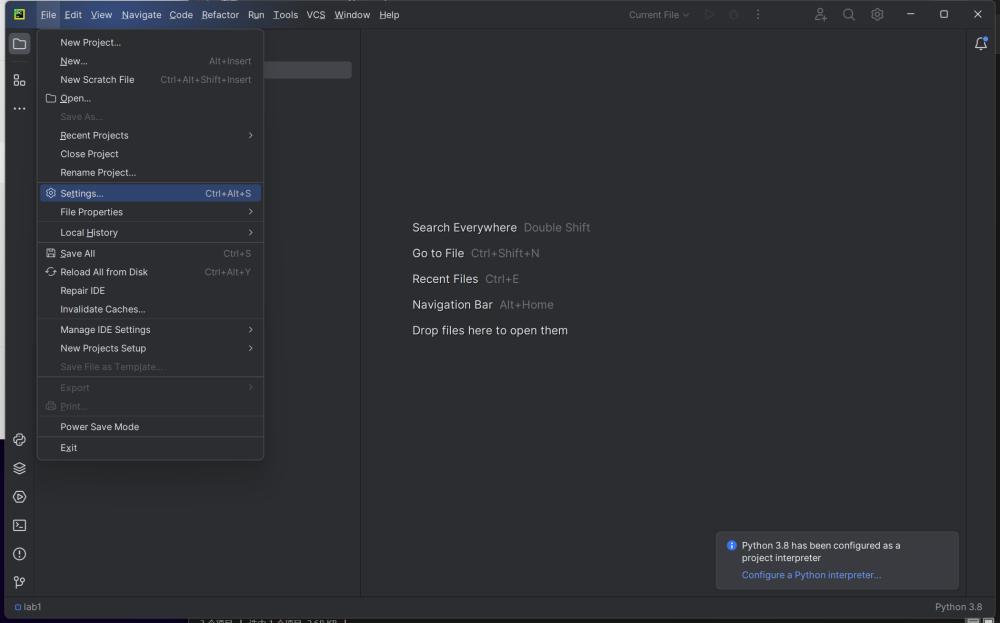 File Edit View Navigate Code Refactor Run Tools VCS Window Help Current File
New Project...
New... Alt+Insert
New Scratch File Ctrl+Alt+Shift+Insert
Open...
Save As...
Recent Projects
Close Project
Rename Project...
Settings... Ctrl+Alt+S
File Properties
Local History
Save All Ctrl+S
Reload All from Disk Ctrl+Alt+Y
Repair IDE
Invalidate Caches...
Manage IDE Settings
New Projects Setup
Save File as Template...
Export
Print...
Power Save Mode
Exit
Search Everywhere Double Shift
Go to File Ctrl+Shift+N
Recent Files Ctrl+E
Navigation Bar Alt+Home
Drop files here to open them
Python 3.8 has been configured as a
project interpreter
Configure a Python interpreter...
lab1 Python 3.8